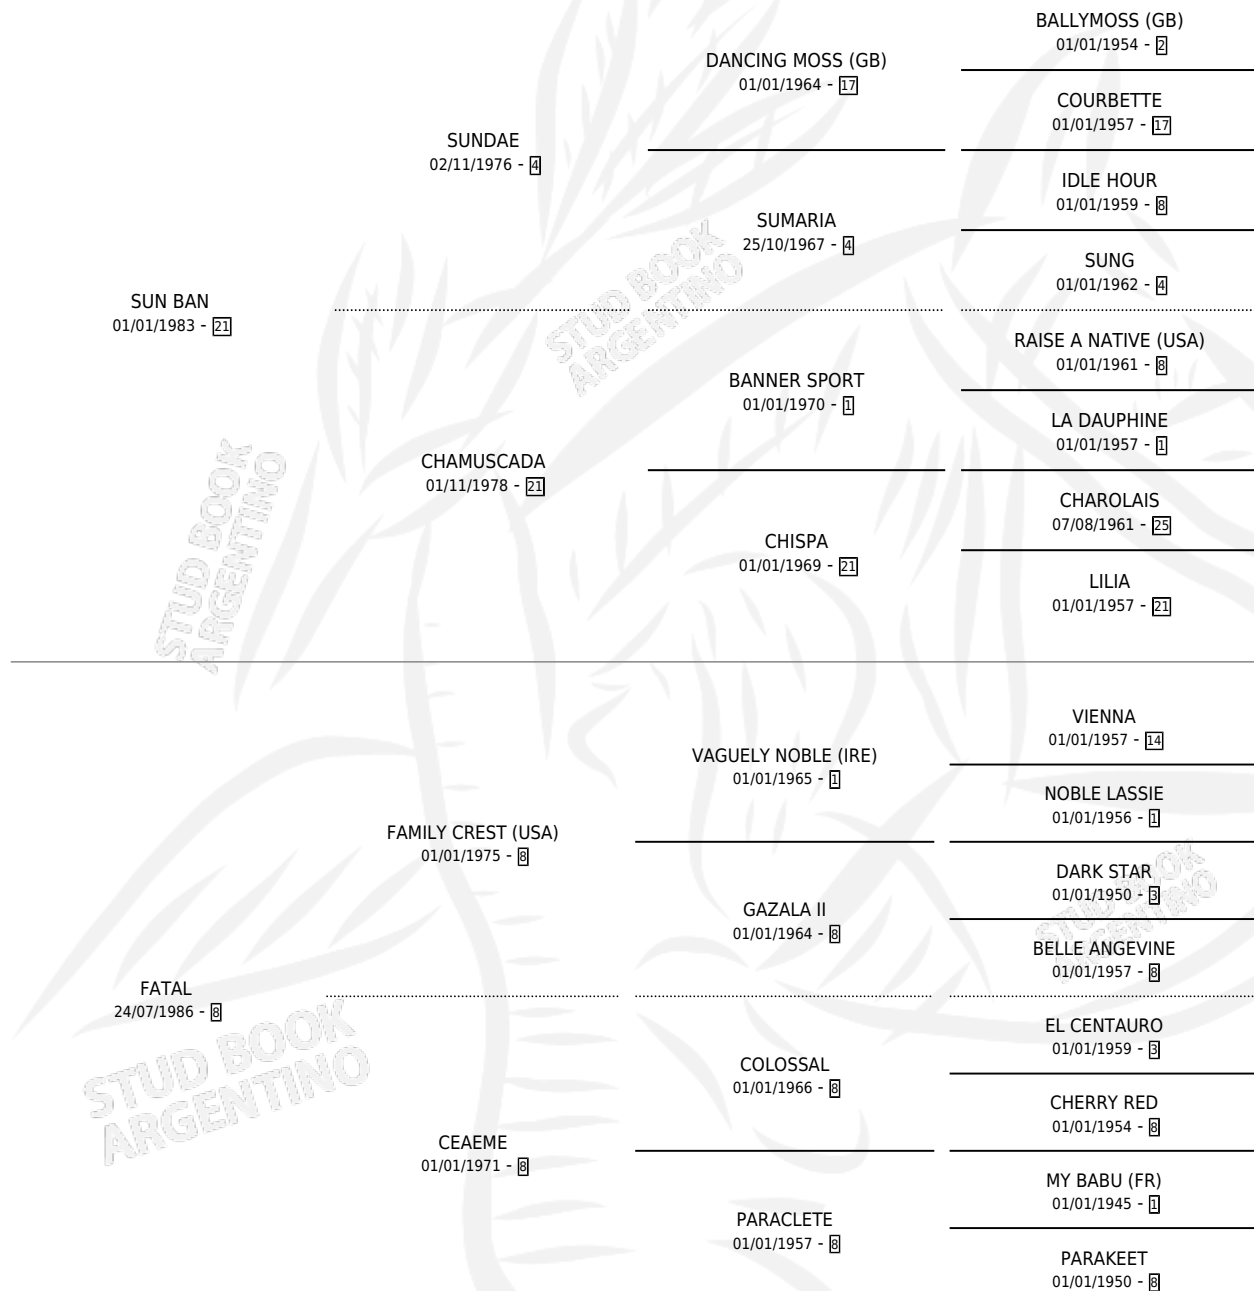 BALLYMOSS (GB)
01/01/1954 - 2
DANCING MOSS (GB)
01/01/1964 - 17
COURBETTE
01/01/1957 - 17
SUNDAE
02/11/1976 - 4
IDLE HOUR
01/01/1959 - 8
SUMARIA
25/10/1967 - 4
SUNG
01/01/1962 - 4
SUN BAN
01/01/1983 - 21
RAISE A NATIVE (USA)
01/01/1961 - 8
BANNER SPORT
01/01/1970 - 1
LA DAUPHINE
01/01/1957 - 1
CHAMUSCADA
01/11/1978 - 21
CHAROLAIS
07/08/1961 - 25
CHISPA
01/01/1969 - 21
LILIA
01/01/1957 - 21
VIENNA
01/01/1957 - 14
VAGUELY NOBLE (IRE)
01/01/1965 - 1
NOBLE LASSIE
01/01/1956 - 1
FAMILY CREST (USA)
01/01/1975 - 8
DARK STAR
01/01/1950 - 3
GAZALA II
01/01/1964 - 8
BELLE ANGEVINE
01/01/1957 - 8
FATAL
24/07/1986 - 8
EL CENTAURO
01/01/1959 - 3
COLOSSAL
01/01/1966 - 8
CHERRY RED
01/01/1954 - 8
CEAEME
01/01/1971 - 8
MY BABU (FR)
01/01/1945 - 1
PARACLETE
01/01/1957 - 8
PARAKEET
01/01/1950 - 8
STUD BOOK
ARGENTINO
STUD BOOK
ARGENTINO
STUD BOOK
ARGENTINO
STUD BOOK
ARGENTINO